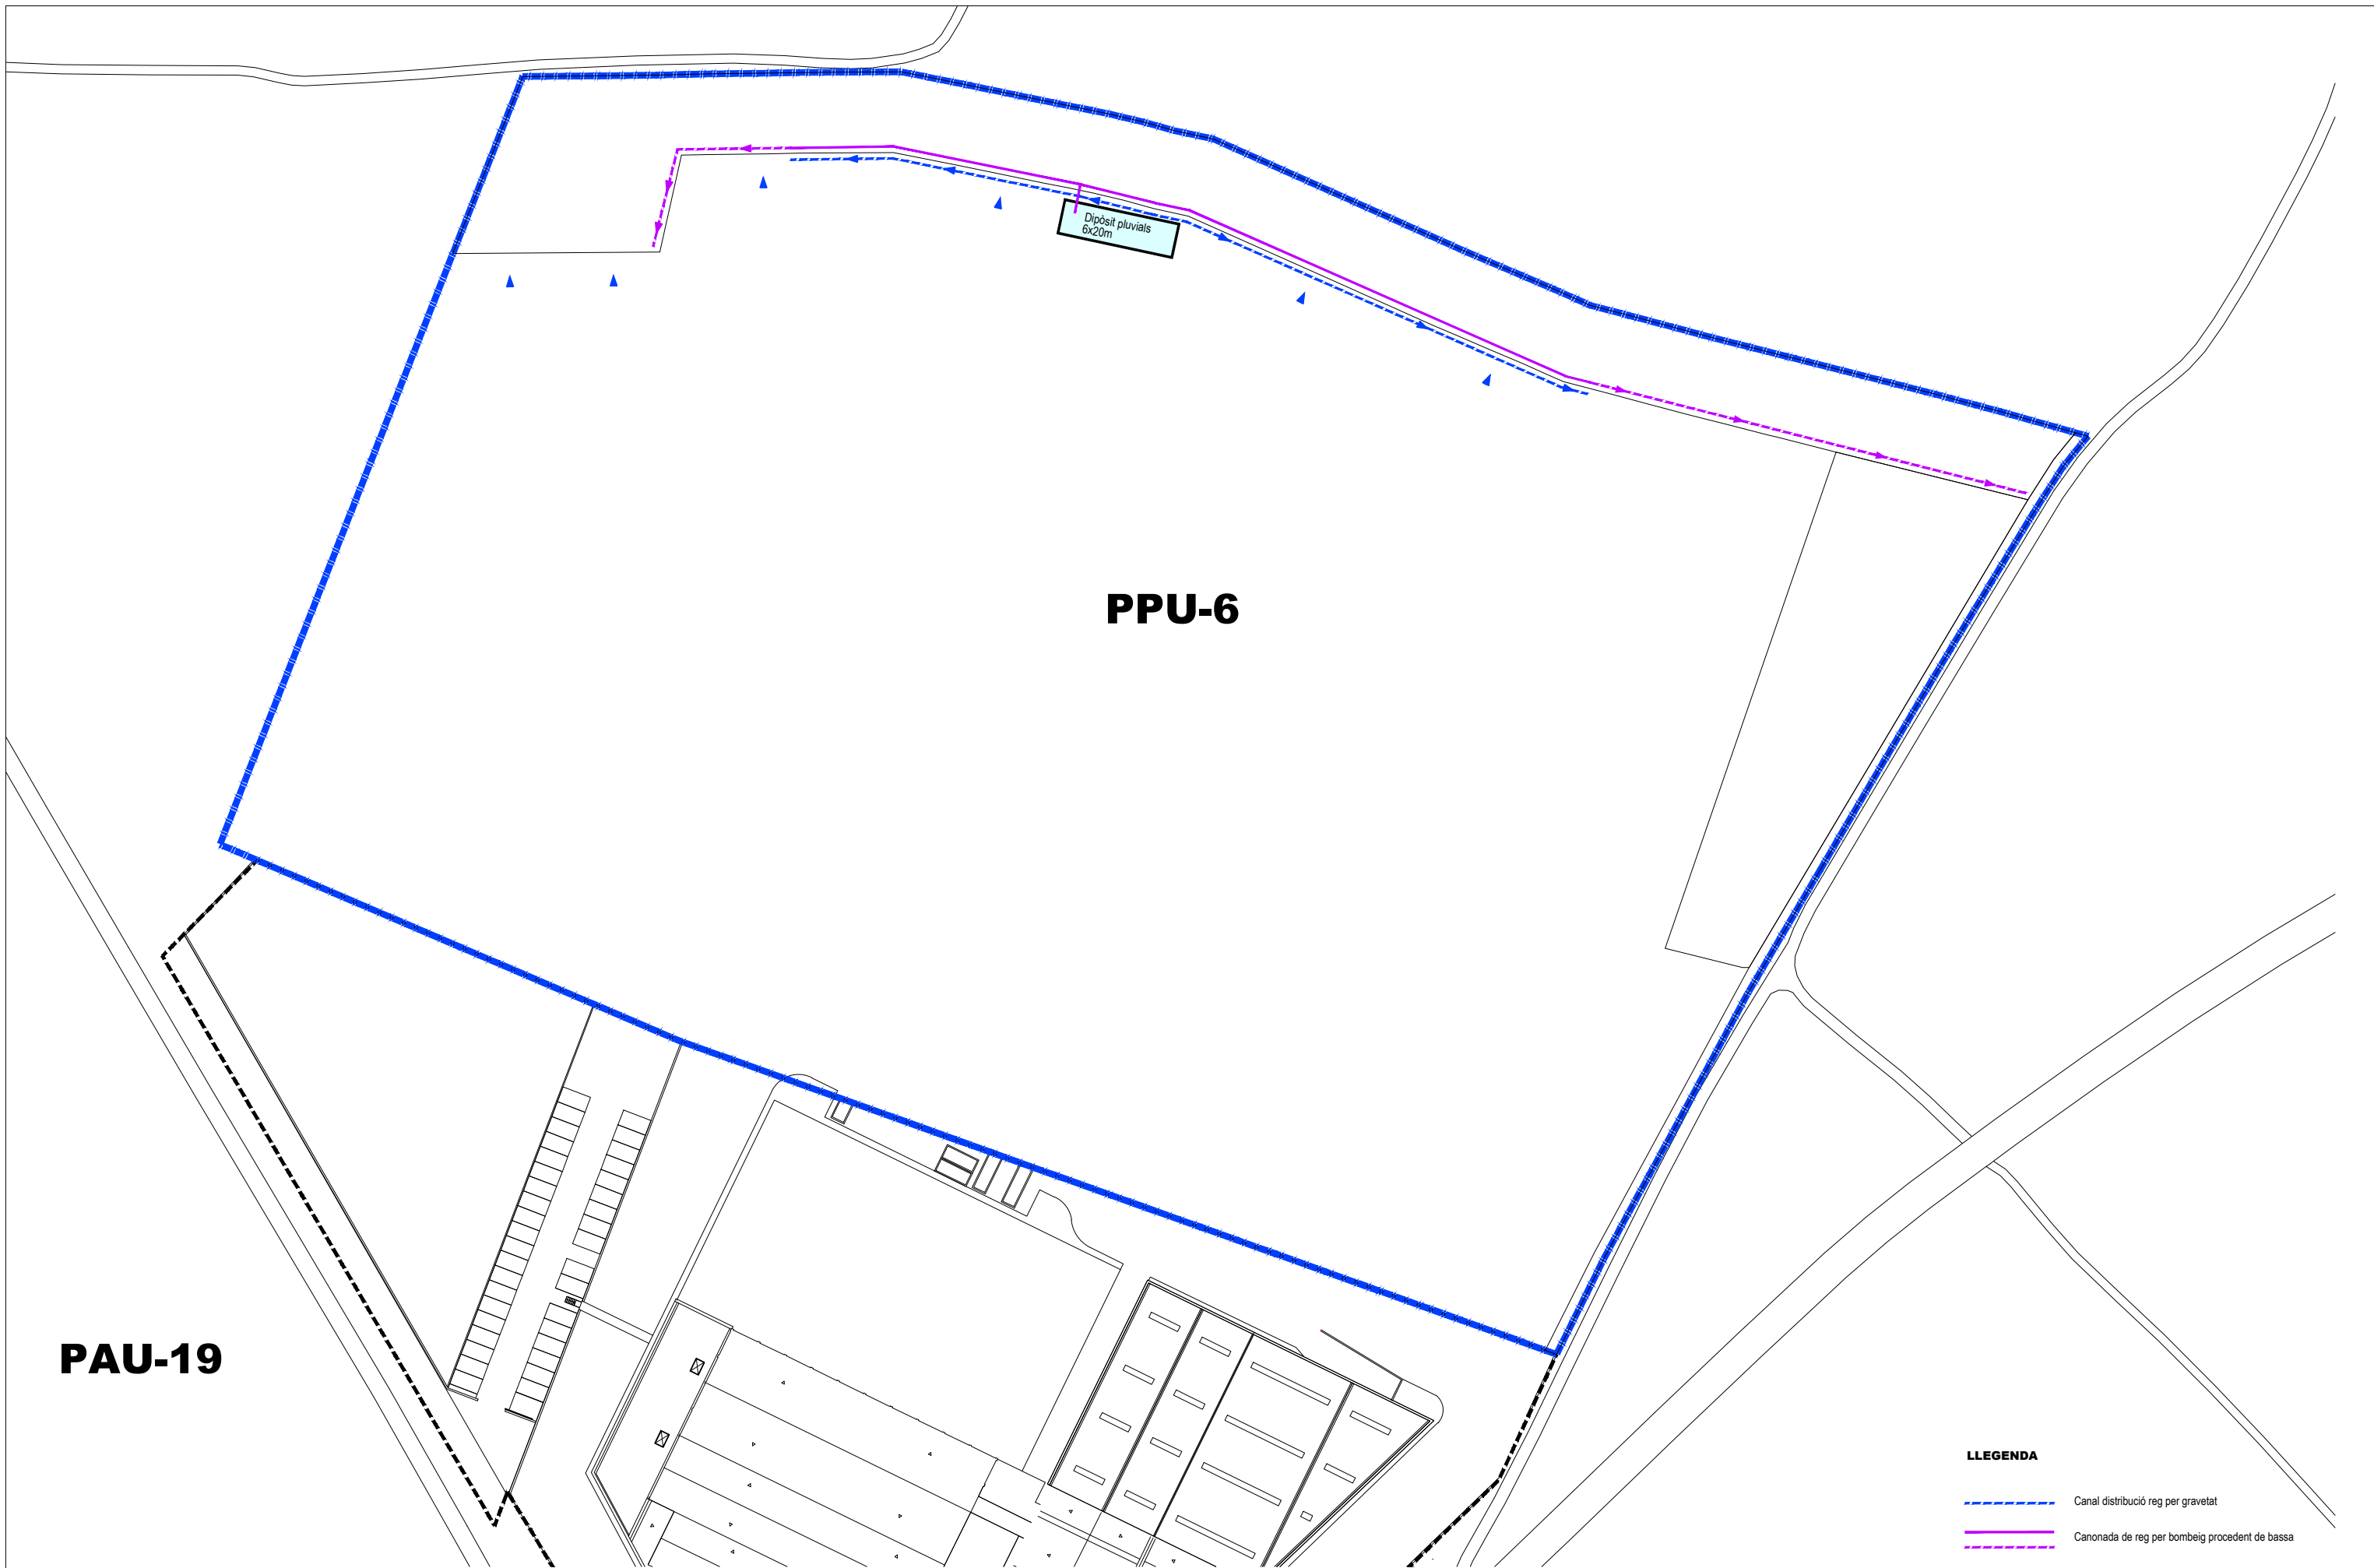 Dipòsit pluvials
6x20m
PPU-6
PAU-19
LLEGENDA
Canal distribució reg per gravetat
Canonada de reg per bombeig procedent de bassa